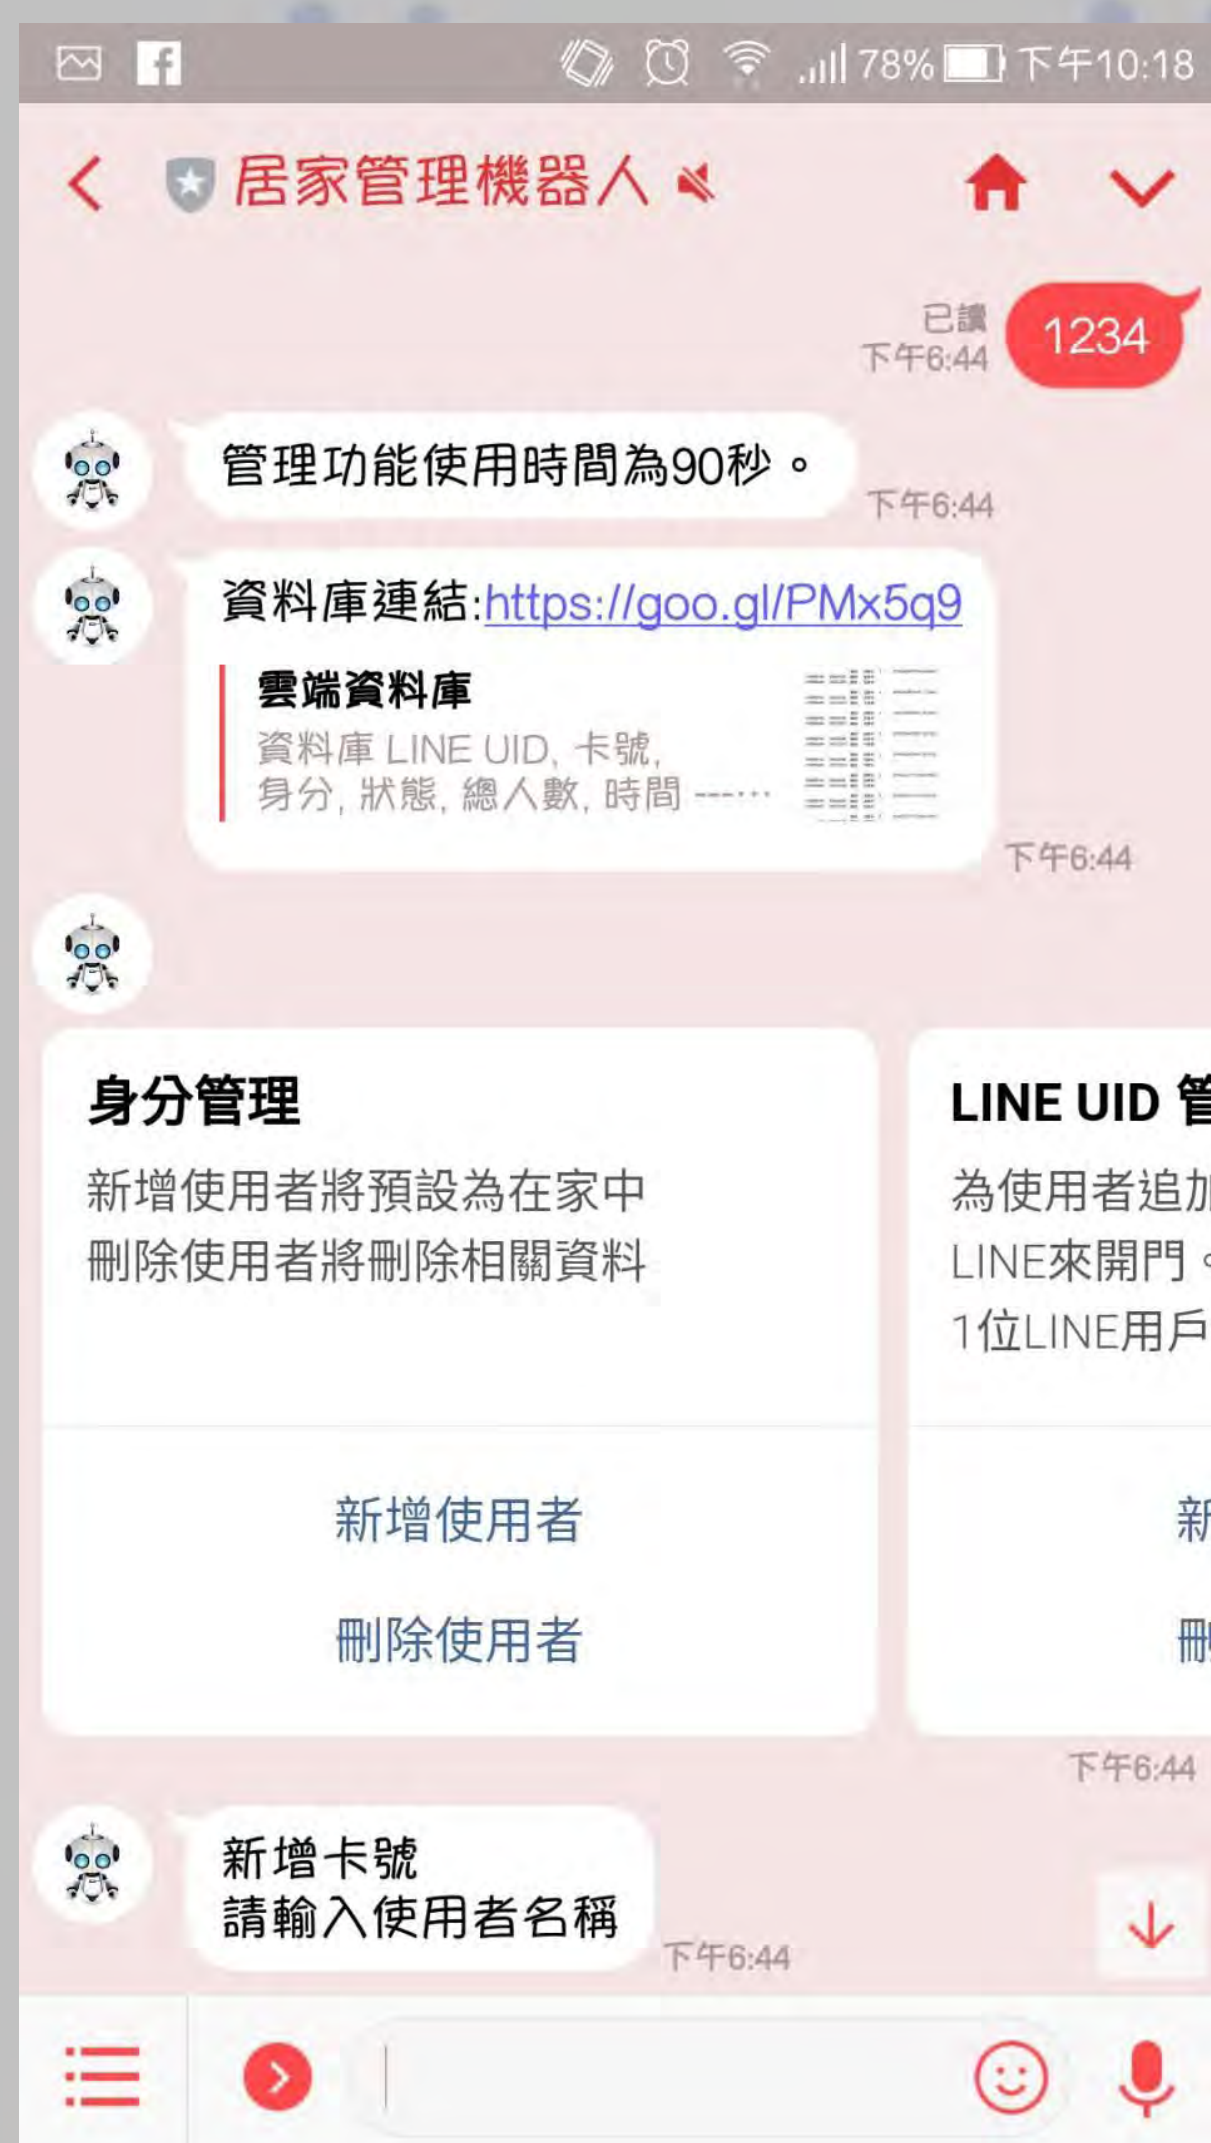 78% 下午10:18
居家管理機器人
已讀
下午6:44
1234
管理功能使用時間為90秒。
下午6:44
資料庫連結:https://goo.gl/PMx5q9
雲端資料庫
資料庫 LINE UID, 卡號,
身分, 狀態, 總人數, 時間 ---···
下午6:44
身分管理
新增使用者將預設為在家中
刪除使用者將刪除相關資料
新增使用者
刪除使用者
LINE UID 管
為使用者追加
LINE來開門。
1位LINE用戶
新
刪
下午6:44
新增卡號
請輸入使用者名稱
下午6:44